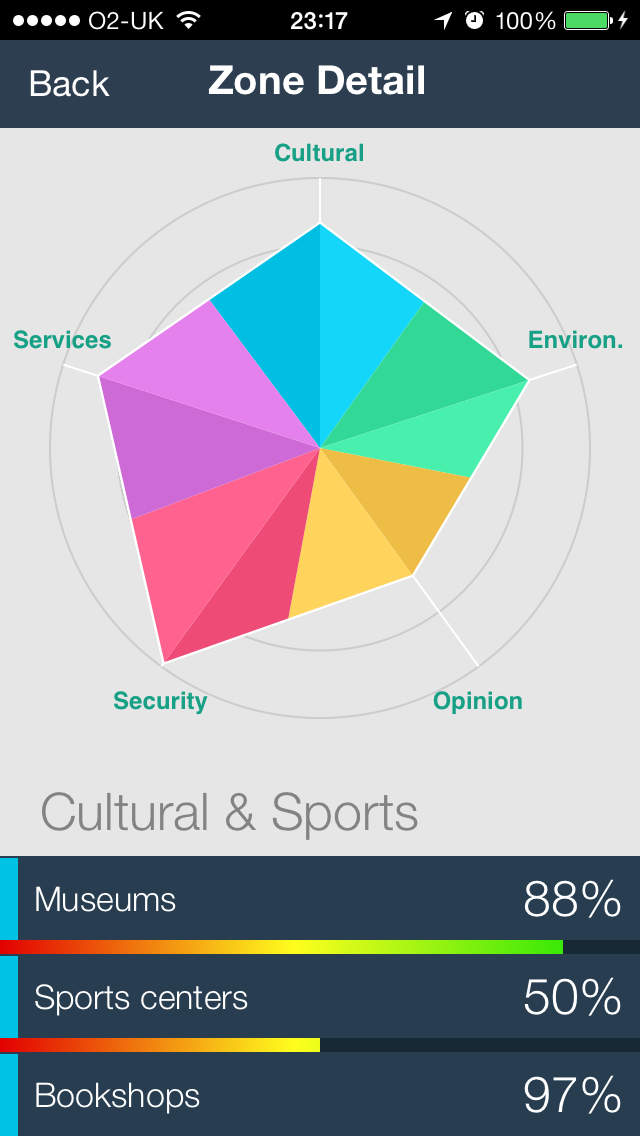 O2-UK 23:17 100%
Back Zone Detail
Cultural
Services Environ.
Security Opinion
Cultural & Sports
Museums 88%
Sports centers 50%
Bookshops 97%